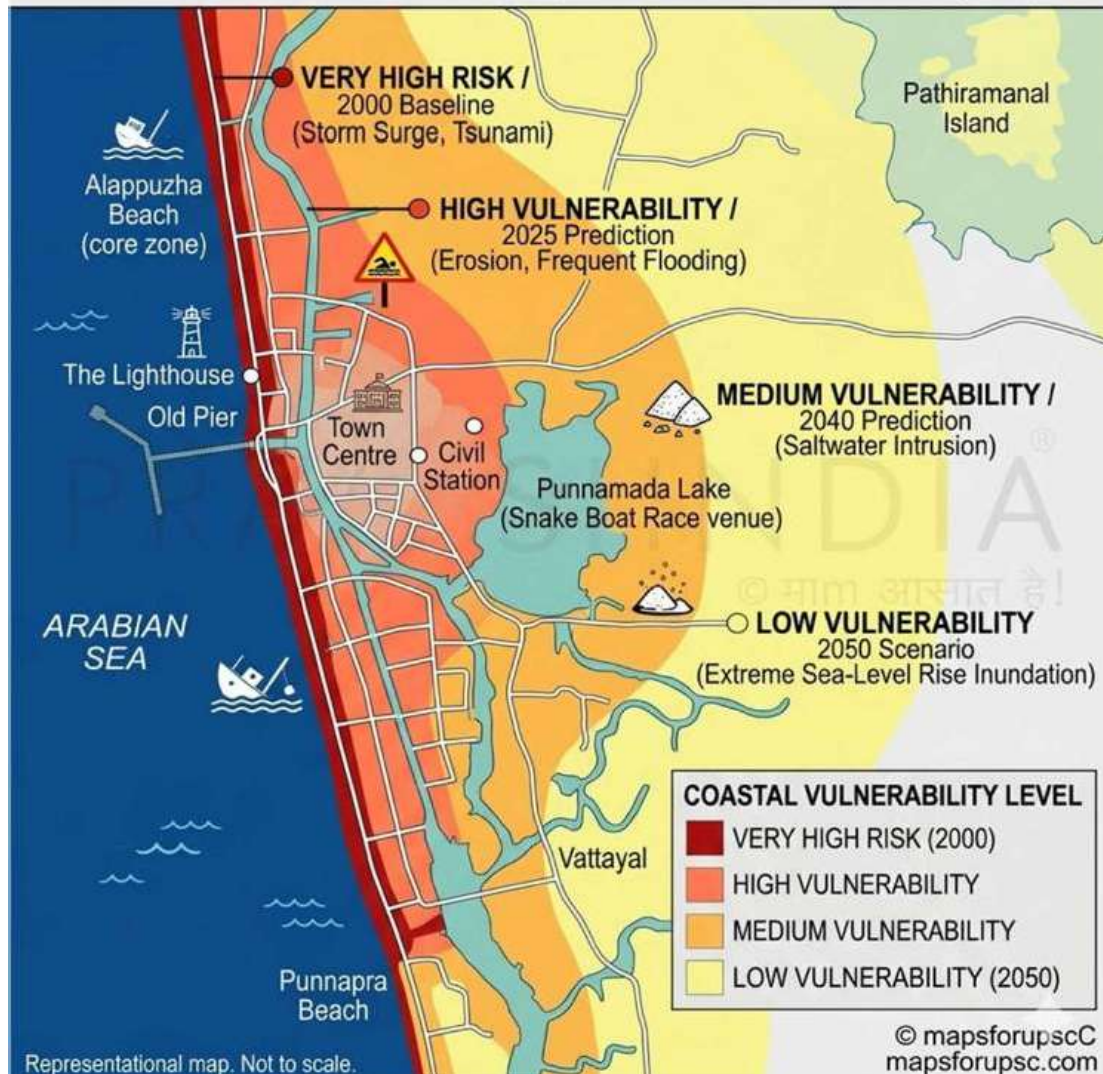 VERY HIGH RISK /
2000 Baseline
(Storm Surge, Tsunami)
Pathiramanal
Island
Alappuzha
Beach
(core zone)
HIGH VULNERABILITY /
2025 Prediction
(Erosion, Frequent Flooding)
The Lighthouse
Old Pier
Town
Centre
Civil
Station
MEDIUM VULNERABILITY /
2040 Prediction
(Saltwater Intrusion)
Punnamada Lake
(Snake Boat Race venue)
®
INDIA
© माm आसात है!
ARABIAN
SEA
LOW VULNERABILITY
2050 Scenario
(Extreme Sea-Level Rise Inundation)
COASTAL VULNERABILITY LEVEL
VERY HIGH RISK (2000)
HIGH VULNERABILITY
MEDIUM VULNERABILITY
LOW VULNERABILITY (2050)
Vattayal
Punnapra
Beach
Representational map. Not to scale.
© mapsforupscC
mapsforupsc.com